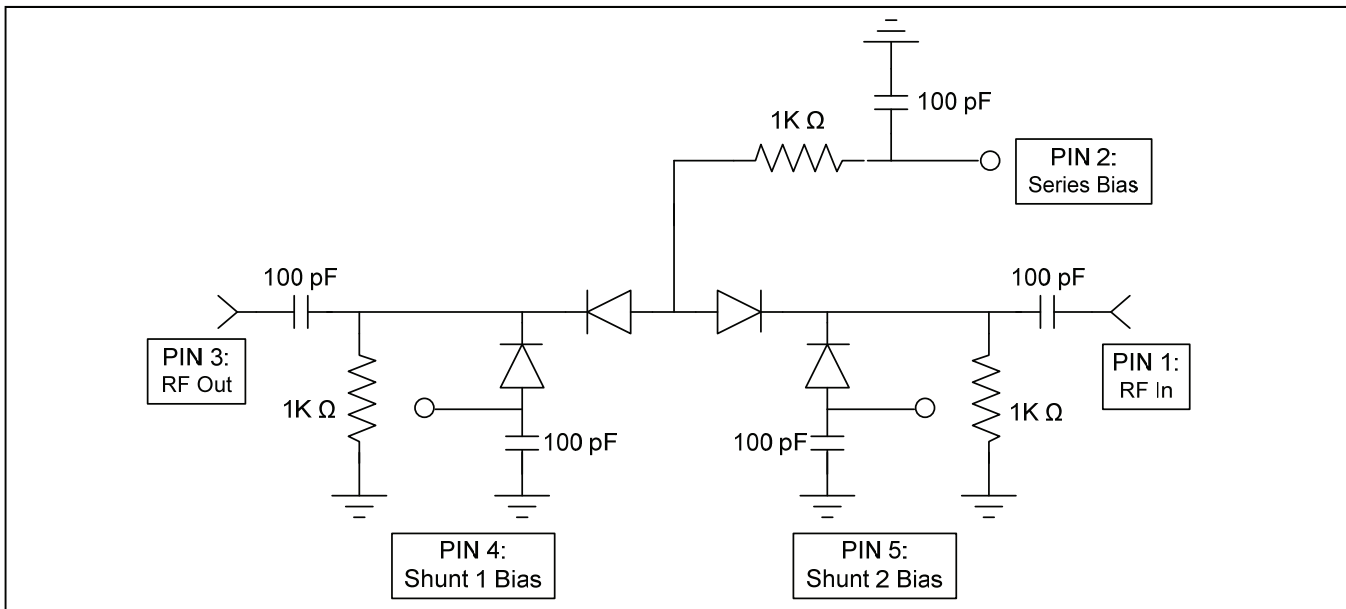 100 pF
1K Ω
PIN 2:
Series Bias
100 pF
100 pF
PIN 3:
RF Out
PIN 1:
RF In
1K Ω
100 pF
100 pF
1K Ω
PIN 4:
Shunt 1 Bias
PIN 5:
Shunt 2 Bias